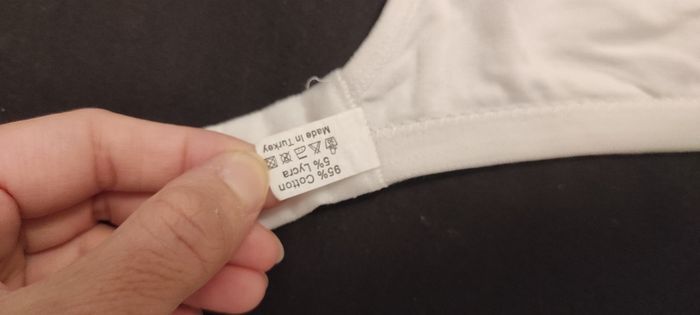 95% Cotton
5% Lycra
Made in Turkey